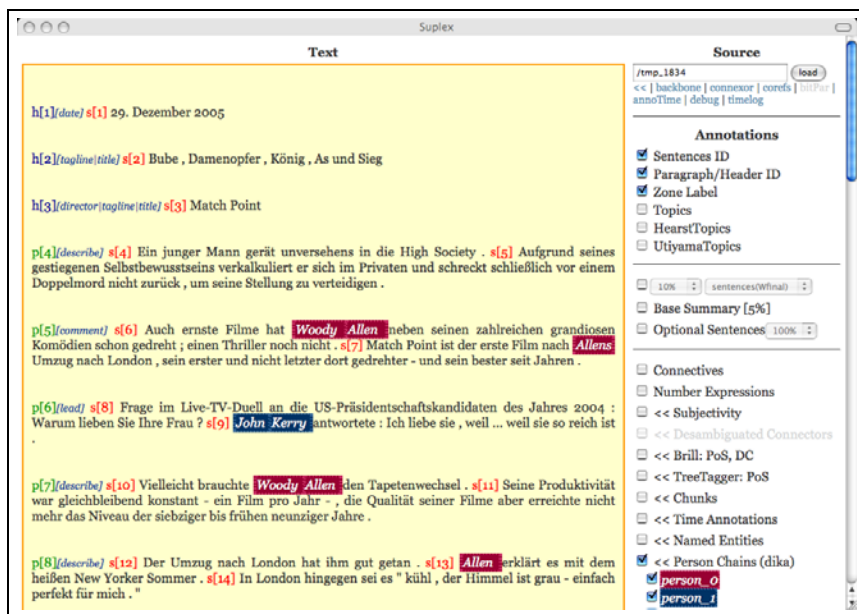 Suplex
Text
h[1][date] s[1] 29. Dezember 2005
h[2][tagline|title] s[2] Bube , Damenopfer , König , As und Sieg
h[3][director|tagline|title] s[3] Match Point
p[4][describe] s[4] Ein junger Mann gerät unversehens in die High Society . s[5] Aufgrund seines
gestiegenen Selbstbewusstseins verkalkuliert er sich im Privaten und schreckt schließlich vor einem
Doppelmord nicht zurück , um seine Stellung zu verteidigen .
p[5][comment] s[6] Auch ernste Filme hat Woody Allen neben seinen zahlreichen grandiosen
Komödien schon gedreht ; einen Thriller noch nicht . s[7] Match Point ist der erste Film nach Allens
Umzug nach London , sein erster und nicht letzter dort gedrehter - und sein bester seit Jahren .
p[6][lead] s[8] Frage im Live-TV-Duell an die US-Präsidentschaftskandidaten des Jahres 2004 :
Warum lieben Sie Ihre Frau ? s[9] John Kerry antwortete : Ich liebe sie , weil ... weil sie so reich ist
.
p[7][describe] s[10] Vielleicht brauchte Woody Allen den Tapetenwechsel . s[11] Seine Produktivität
war gleichbleibend konstant - ein Film pro Jahr - , die Qualität seiner Filme aber erreichte nicht
mehr das Niveau der siebziger bis frühen neunziger Jahre .
p[8][describe] s[12] Der Umzug nach London hat ihm gut getan . s[13] Allen erklärt es mit dem
heißen New Yorker Sommer . s[14] In London hingegen sei es " kühl , der Himmel ist grau - einfach
perfekt für mich . "
Source
/tmp_1834 load
<< | backbone | connexor | corefs | bitPar |
annoTime | debug | timelog
Annotations
Sentences ID
Paragraph/Header ID
Zone Label
Topics
HearstTopics
UtiyamaTopics
10% sentences(Wfinal)
Base Summary [5%]
Optional Sentences 100%
Connectives
Number Expressions
<< Subjectivity
<< Desambiguated Connectors
<< Brill: PoS, DC
<< TreeTagger: PoS
<< Chunks
<< Time Annotations
<< Named Entities
<< Person Chains (dika)
person_0
person_1